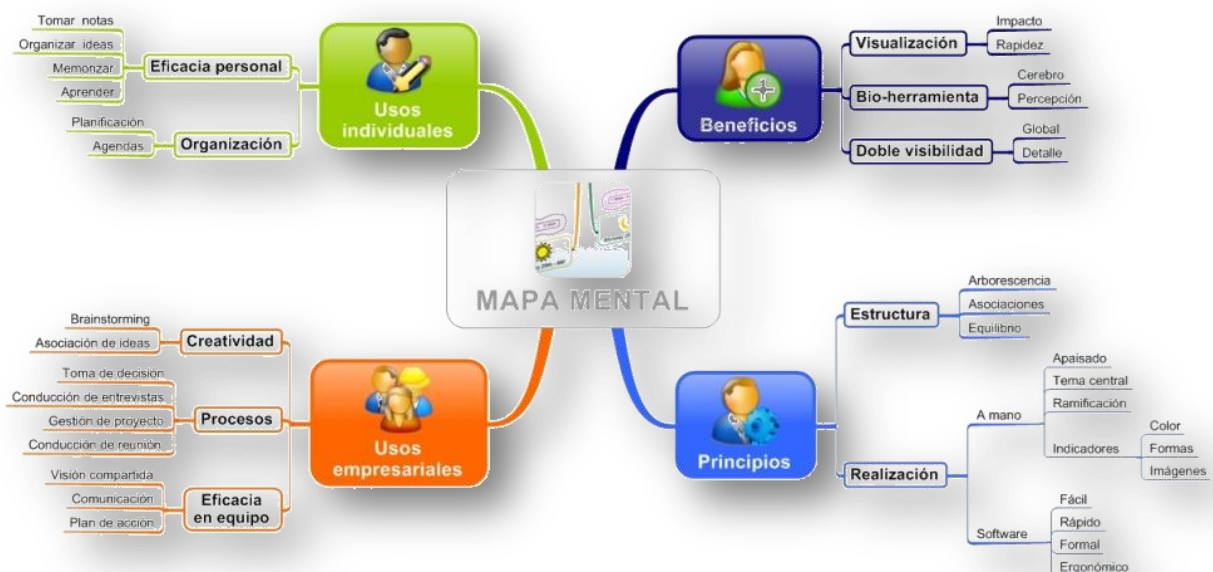 MAPA MENTAL
Usos
individuales
Eficacia personal
Tomar notas
Organizar ideas
Memorizar
Aprender
Organización
Planificación
Agendas
Beneficios
Visualización
Impacto
Rapidez
Bio-herramienta
Cerebro
Percepción
Doble visibilidad
Global
Detalle
Usos
empresariales
Creatividad
Brainstorming
Asociación de ideas
Procesos
Toma de decisión
Conducción de entrevistas
Gestión de proyecto
Conducción de reunión
Eficacia
en equipo
Visión compartida
Comunicación
Plan de acción
Principios
Estructura
Arborescencia
Asociaciones
Equilibrio
Realización
A mano
Apaisado
Tema central
Ramificación
Indicadores
Color
Formas
Imágenes
Software
Fácil
Rápido
Formal
Ergonómico